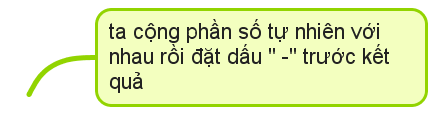 ta cộng phần số tự nhiên với
nhau rồi đặt dấu " -" trước kết
quả